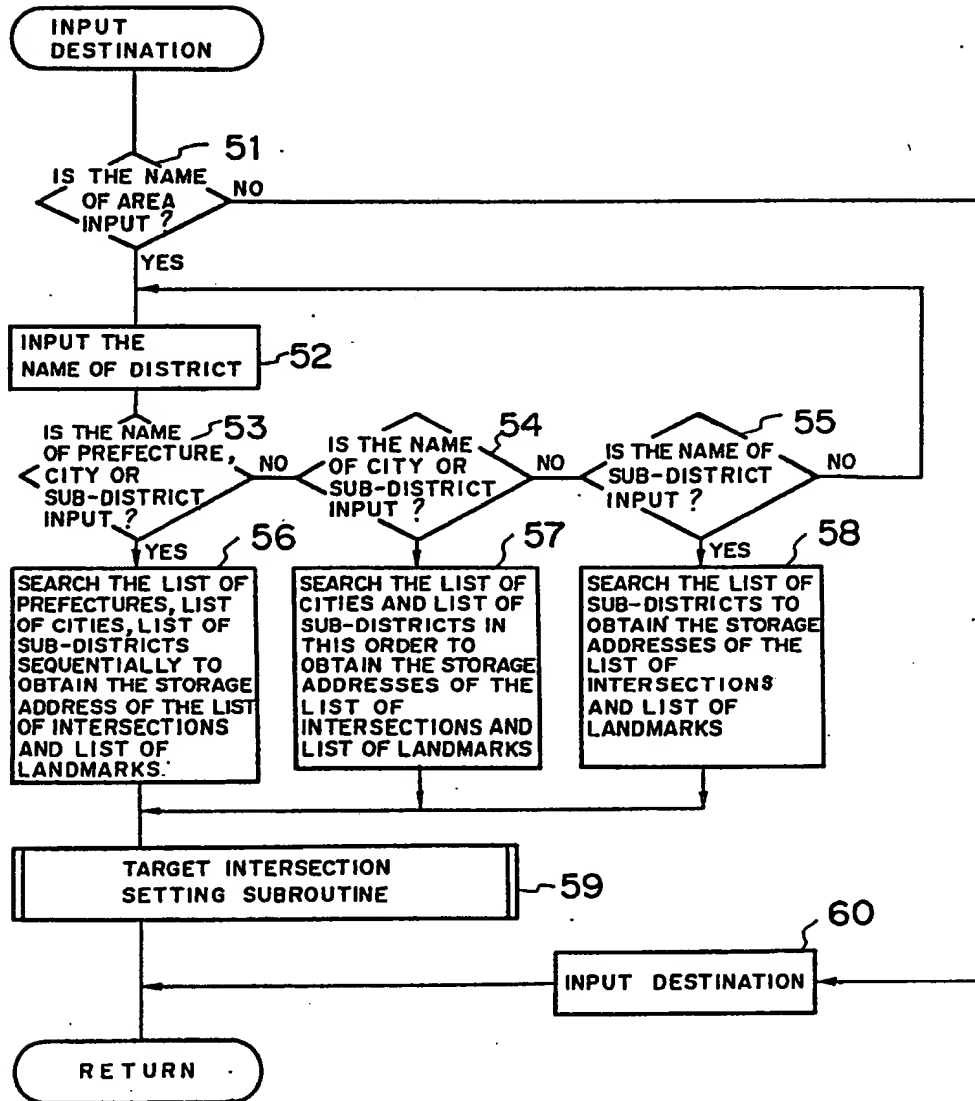 INPUT
DESTINATION
51
IS THE NAME
OF AREA
INPUT ?
NO
YES
INPUT THE
NAME OF DISTRICT
52
IS THE NAME
OF PREFECTURE,
CITY OR
SUB-DISTRICT
INPUT ?
53
NO
YES
IS THE NAME
OF CITY OR
SUB-DISTRICT
INPUT ?
54
NO
IS THE NAME OF
SUB-DISTRICT
INPUT ?
55
NO
YES
56
SEARCH THE LIST OF
PREFECTURES, LIST
OF CITIES, LIST OF
SUB-DISTRICTS
SEQUENTIALLY TO
OBTAIN THE STORAGE
ADDRESS OF THE LIST
OF INTERSECTIONS
AND LIST OF
LANDMARKS.
57
SEARCH THE LIST OF
CITIES AND LIST OF
SUB-DISTRICTS IN
THIS ORDER TO
OBTAIN THE STORAGE
ADDRESSES OF THE
LIST OF
INTERSECTIONS AND
LIST OF LANDMARKS
58
SEARCH THE LIST OF
SUB-DISTRICTS TO
OBTAIN THE STORAGE
ADDRESSES OF THE
LIST OF
INTERSECTIONS
AND LIST OF
LANDMARKS
TARGET INTERSECTION
SETTING SUBROUTINE
59
60
INPUT DESTINATION
RETURN